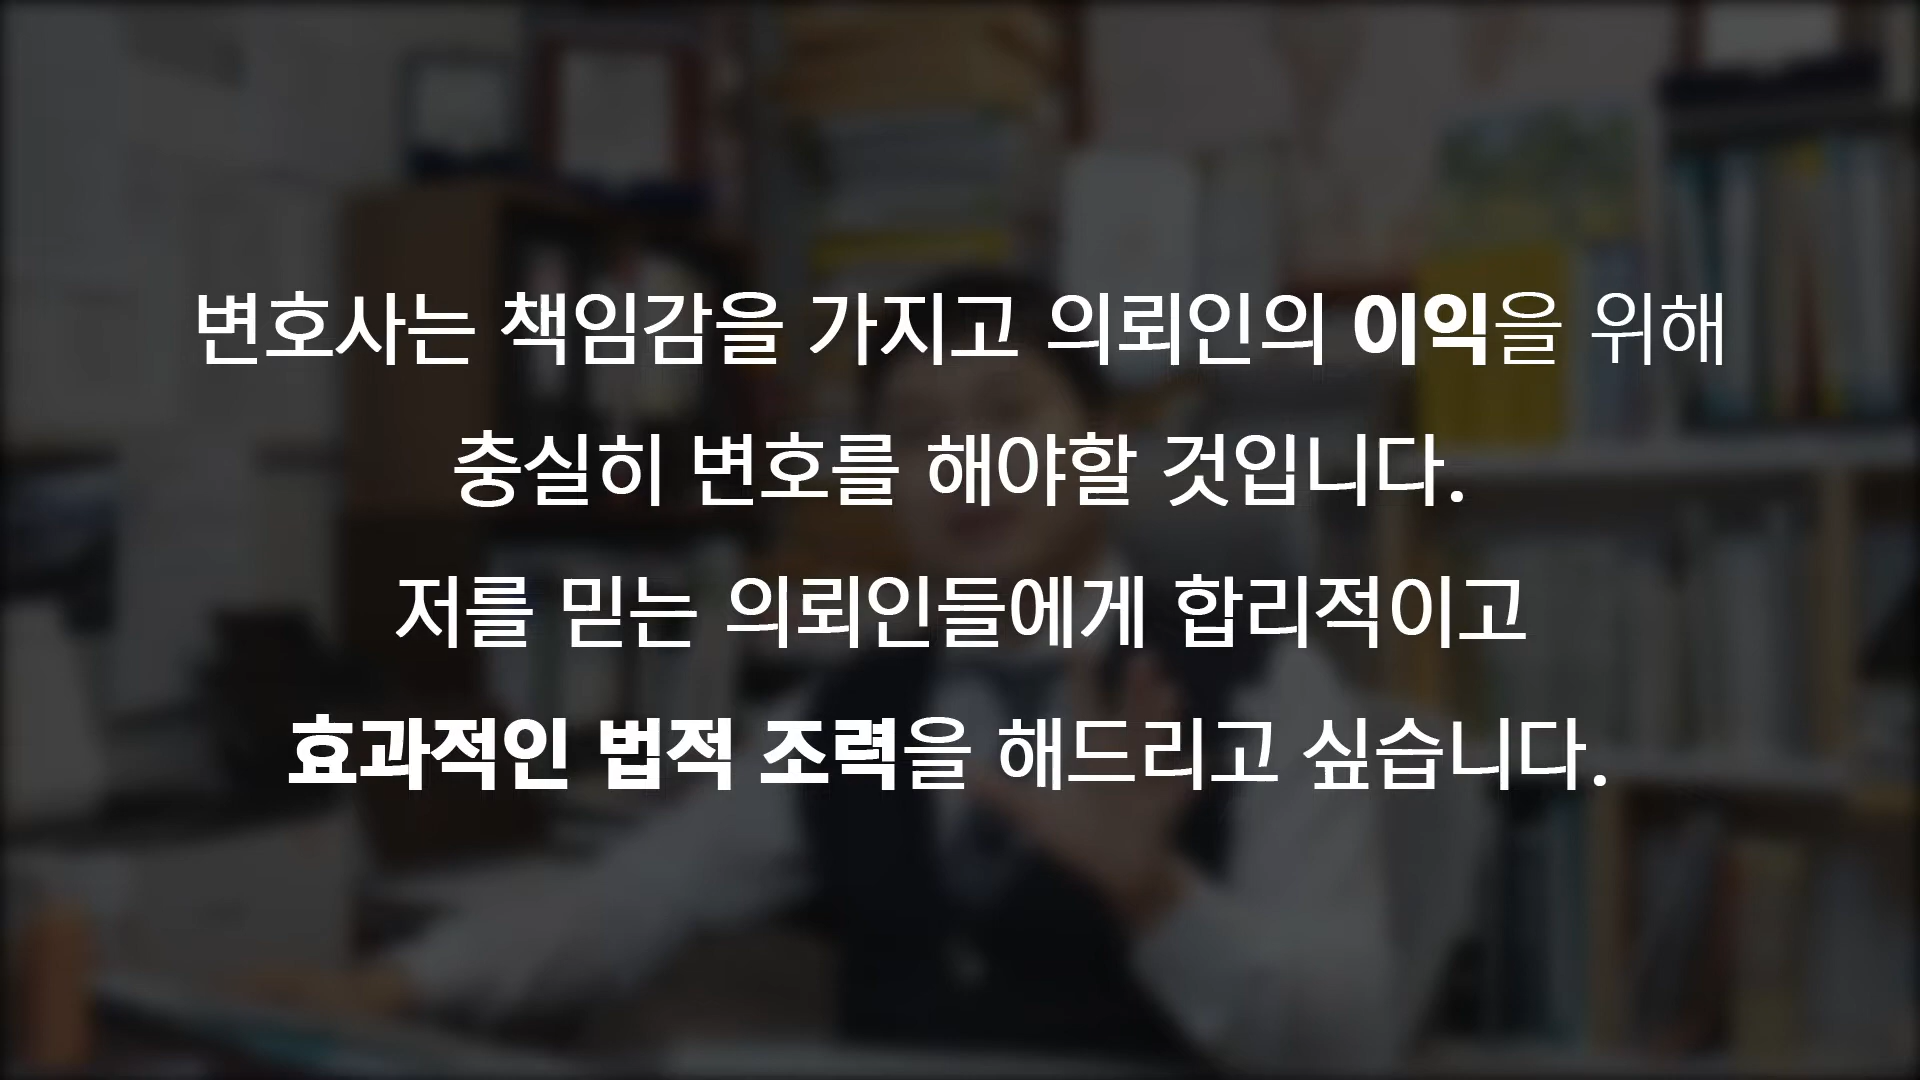 변호사는 책임감을 가지고 의뢰인의 이익을 위해
충실히 변호를 해야할 것입니다.
저를 믿는 의뢰인들에게 합리적이고
효과적인 법적 조력을 해드리고 싶습니다.